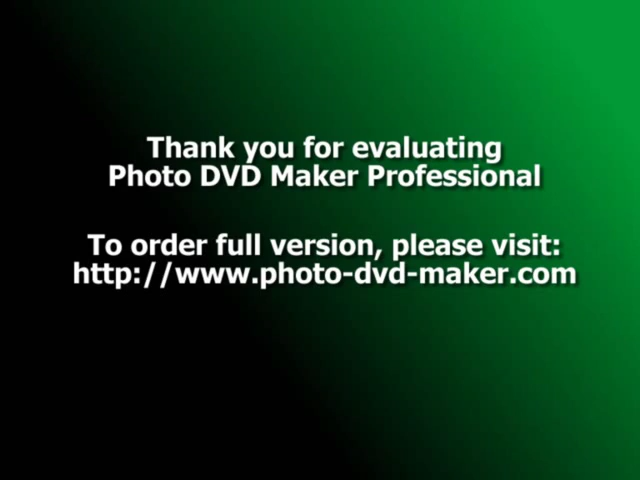 Thank you for evaluating
Photo DVD Maker Professional
To order full version, please visit:
http://www.photo-dvd-maker.com